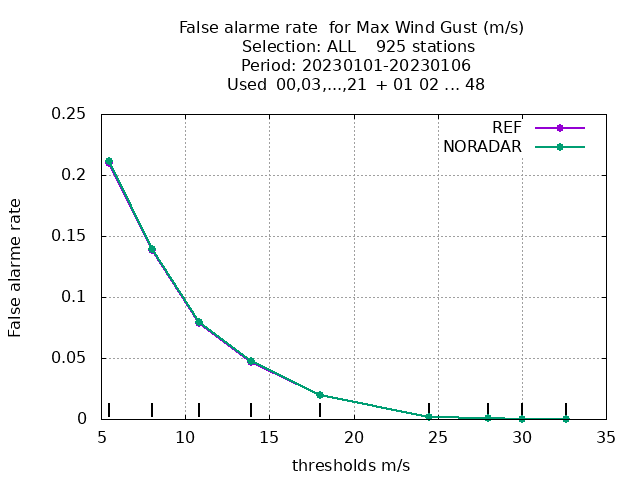 False alarme rate  for Max Wind Gust (m/s)
Selection: ALL    925 stations
Period: 20230101-20230106
Used  00,03,...,21  + 01 02 ... 48
REF
NORADAR
False alarme rate
0.25
0.2
0.15
0.1
0.05
0
5 10 15 20 25 30 35
thresholds m/s